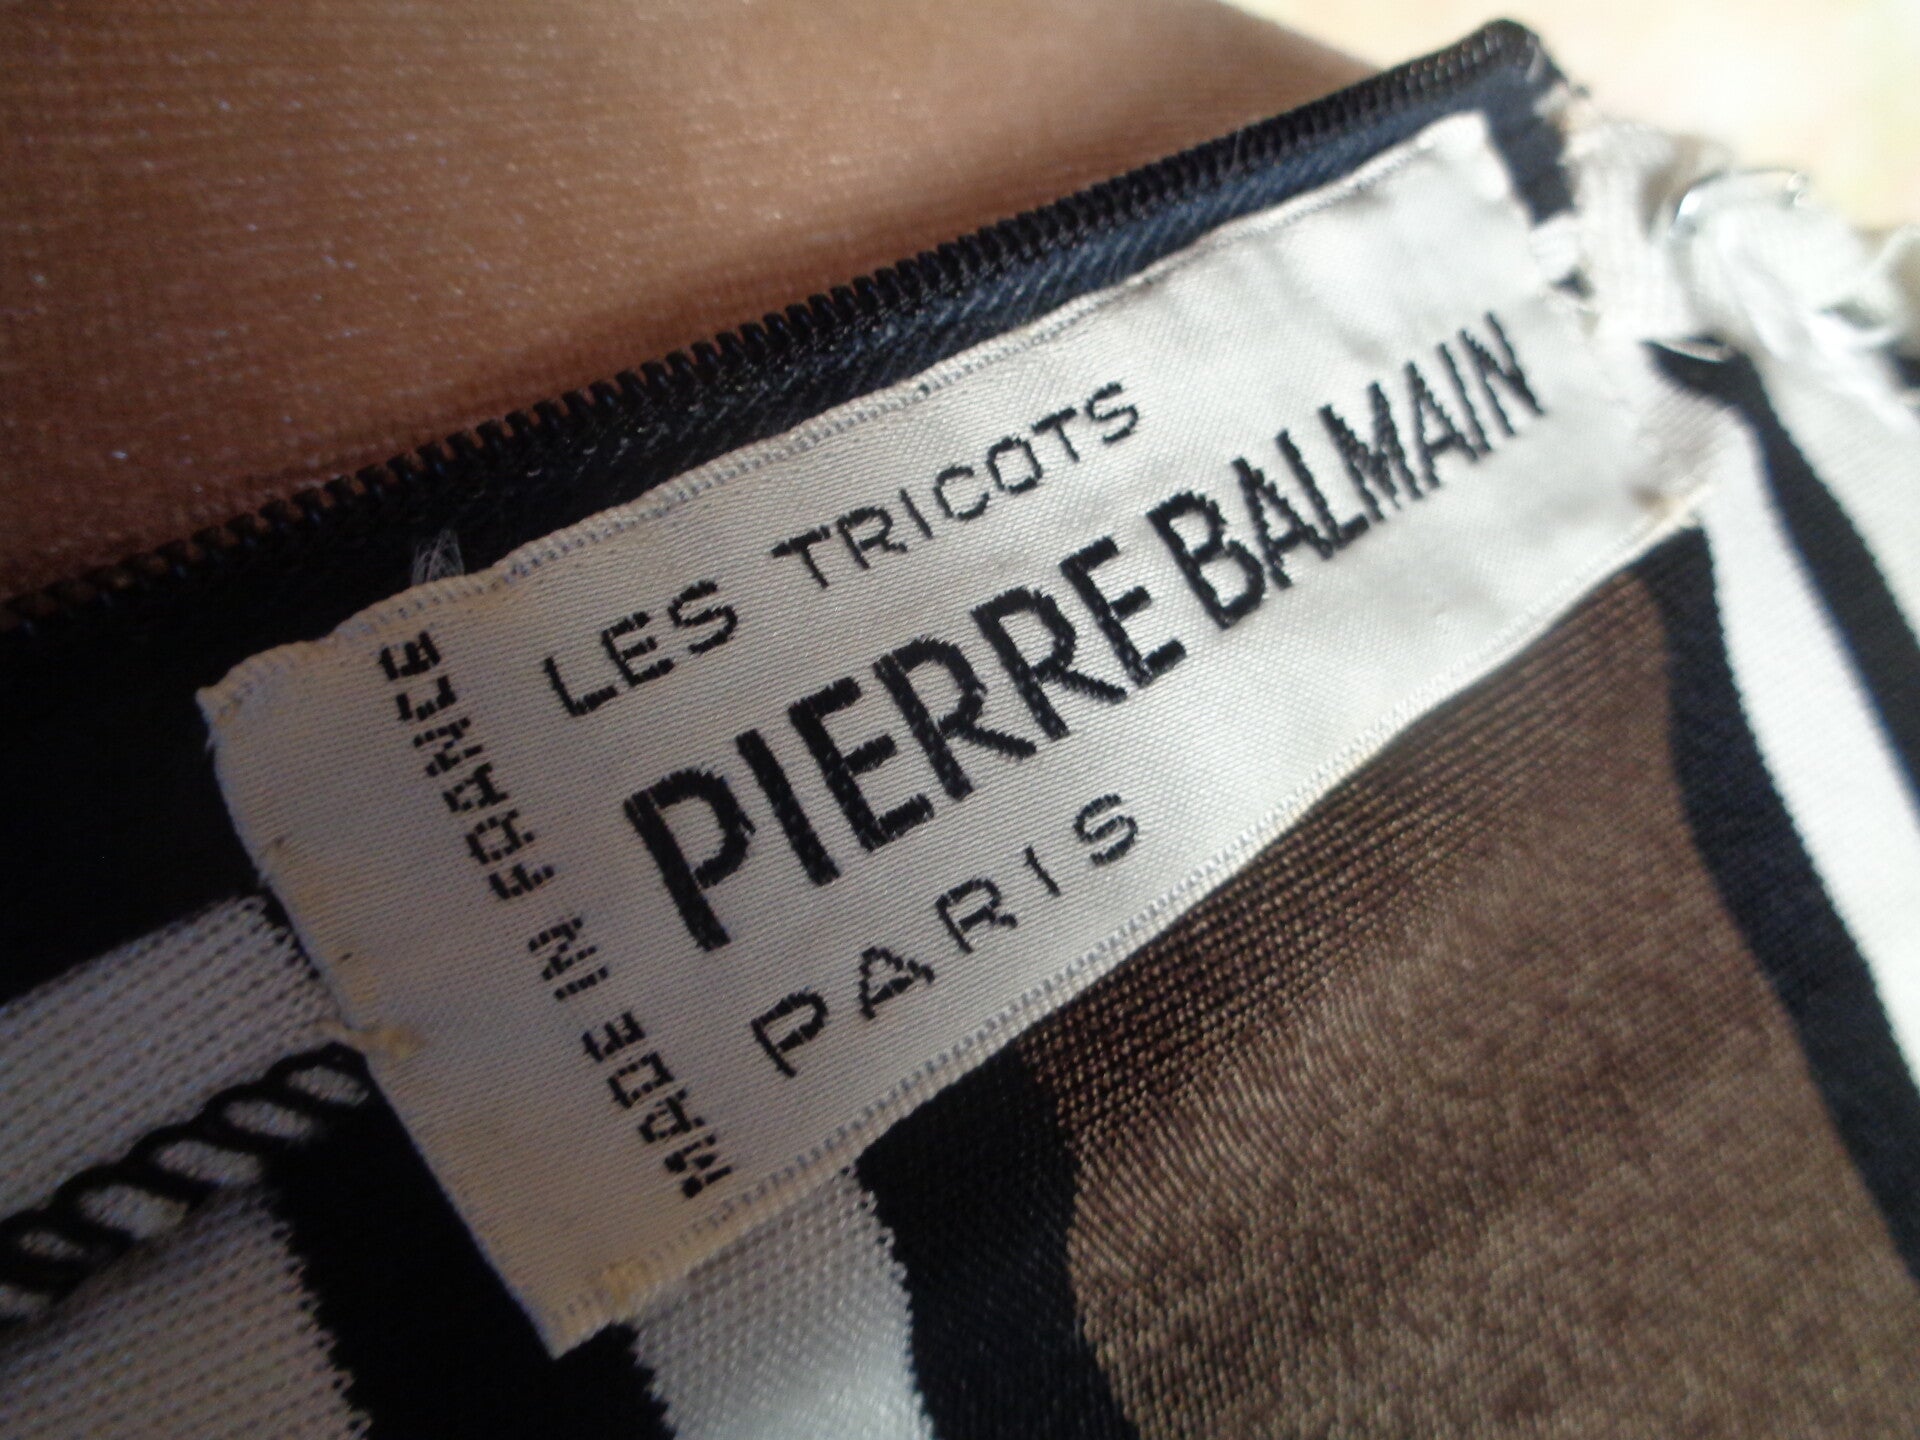 LES TRICOTS
PIERRE BALMAIN
PARIS
MADE IN FRANCE